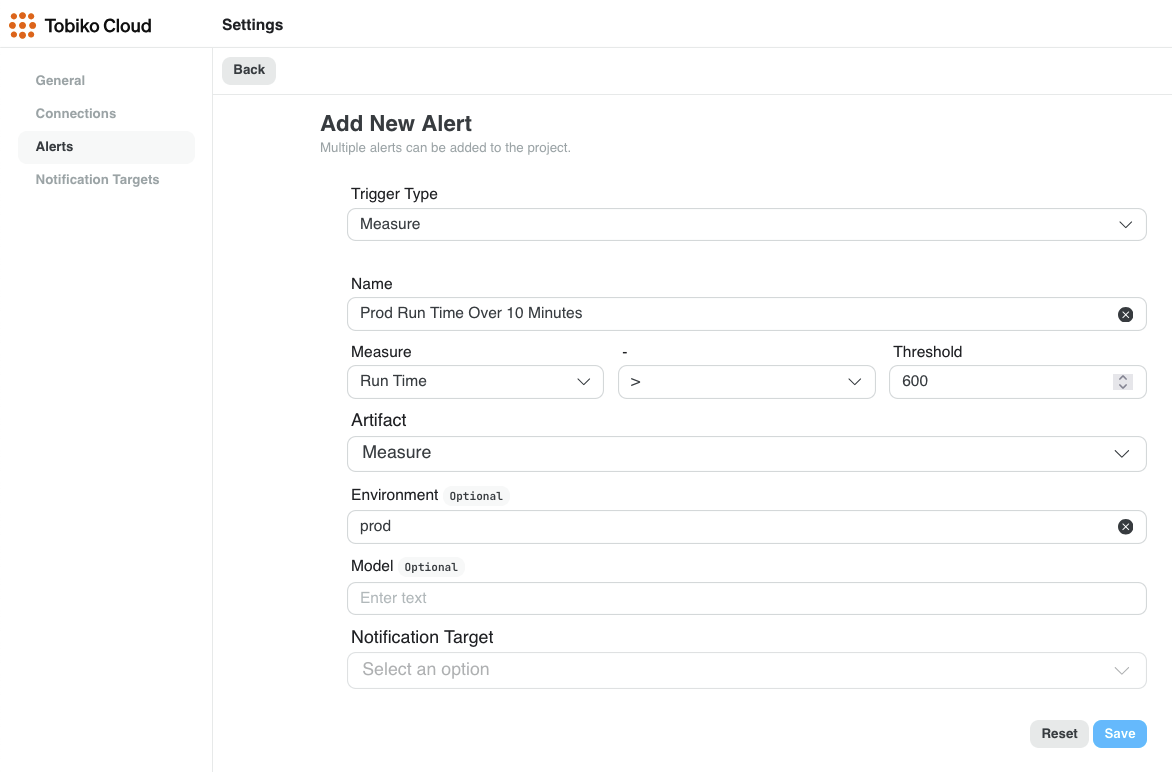 Tobiko Cloud
Settings
General
Connections
Alerts
Notification Targets
Back
Add New Alert
Multiple alerts can be added to the project.
Trigger Type
Measure
Name
Prod Run Time Over 10 Minutes
Measure - Threshold
Run Time > 600
Artifact
Measure
Environment Optional
prod
Model Optional
Enter text
Notification Target
Select an option
Reset Save